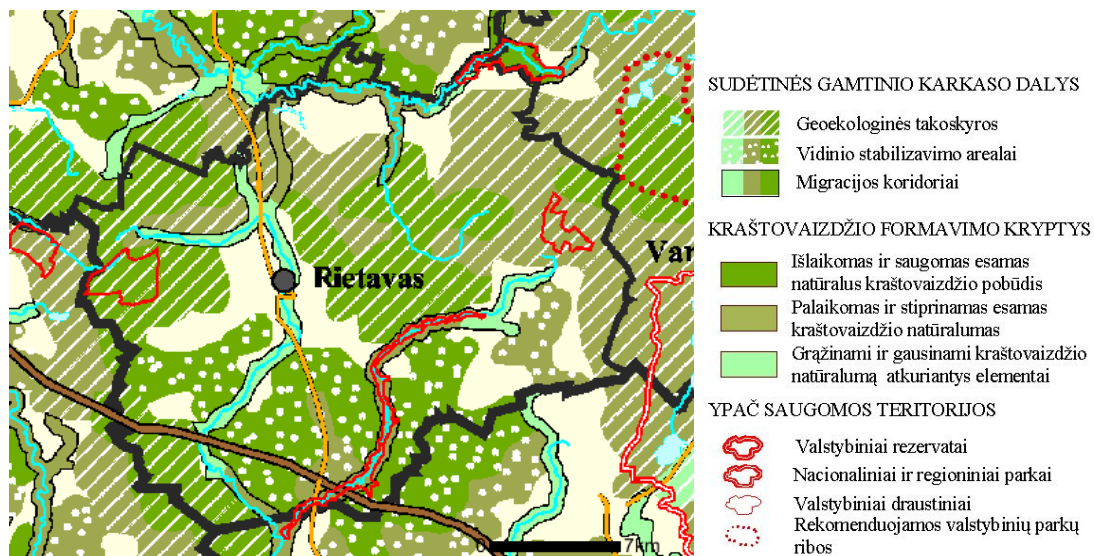 Rietavas
Var
0 7km
SUDĖTINĖS GAMTINIO KARKASO DALYS
Geoekologinės takoskyros
Vidinio stabilizavimo arealai
Migracijos koridoriai
KRAŠTOVAIZDŽIO FORMAVIMO KRYPTYS
Išlaikomas ir saugomas esamas
natūralus kraštovaizdžio pobūdis
Palaikomas ir stiprinamas esamas
kraštovaizdžio natūralumas
Grąžinami ir gausinami kraštovaizdžio
natūralumą atkuriantys elementai
YPAČ SAUGOMOS TERITORIJOS
Valstybiniai rezervatai
Nacionaliniai ir regioniniai parkai
Valstybiniai draustiniai
Rekomenduojamos valstybinių parkų
ribos